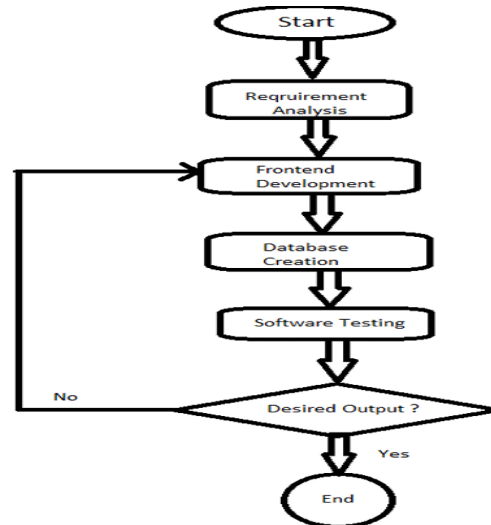 Start
Reqruirement
Analysis
Frontend
Development
Database
Creation
Software Testing
Desired Output ?
No
Yes
End